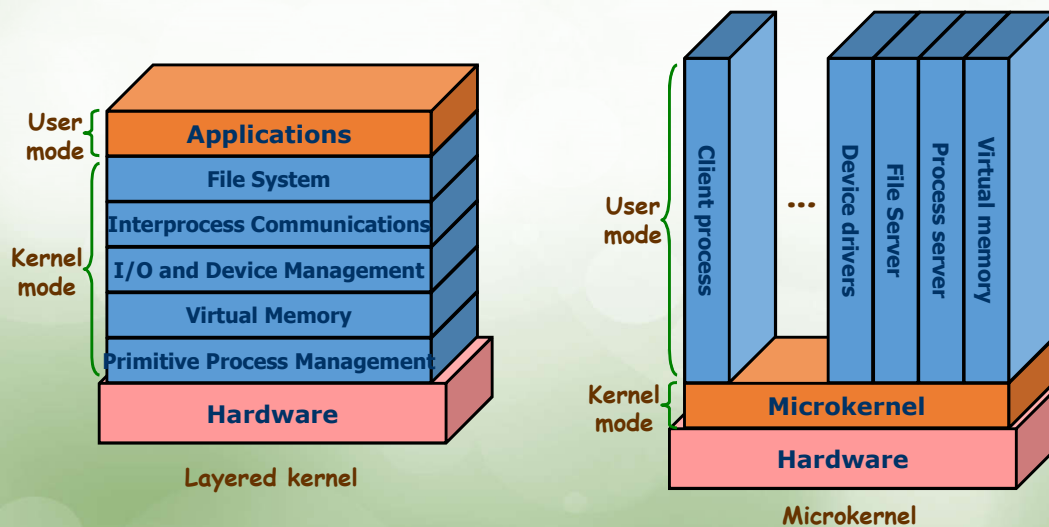 User
mode
Applications
File System
Interprocess Communications
Kernel
mode
I/O and Device Management
Virtual Memory
Primitive Process Management
Hardware
Layered kernel
User
mode
Client process
...
Device drivers
File Server
Process server
Virtual memory
Kernel
mode
Microkernel
Hardware
Microkernel